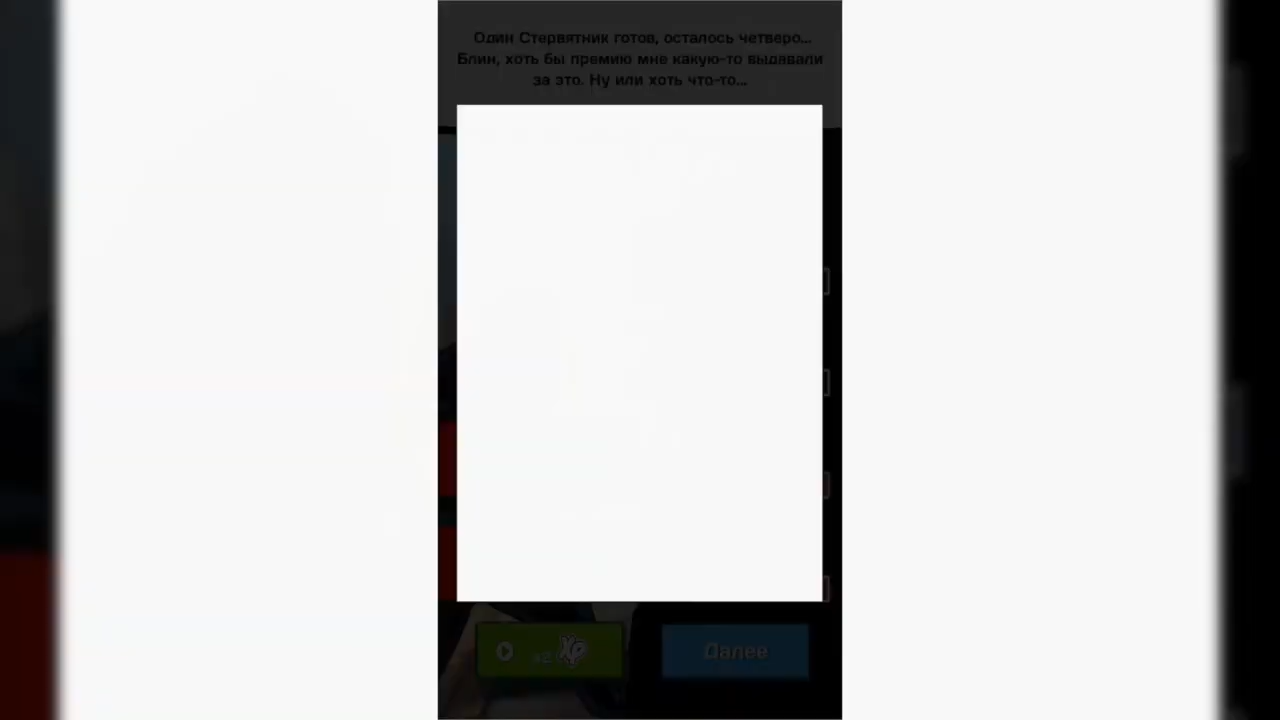 Один Стервятник готов, осталось четверо...
Блин, хоть бы премию мне какую-то выдавали
за это. Ну или хоть что-то...
XP
Далее